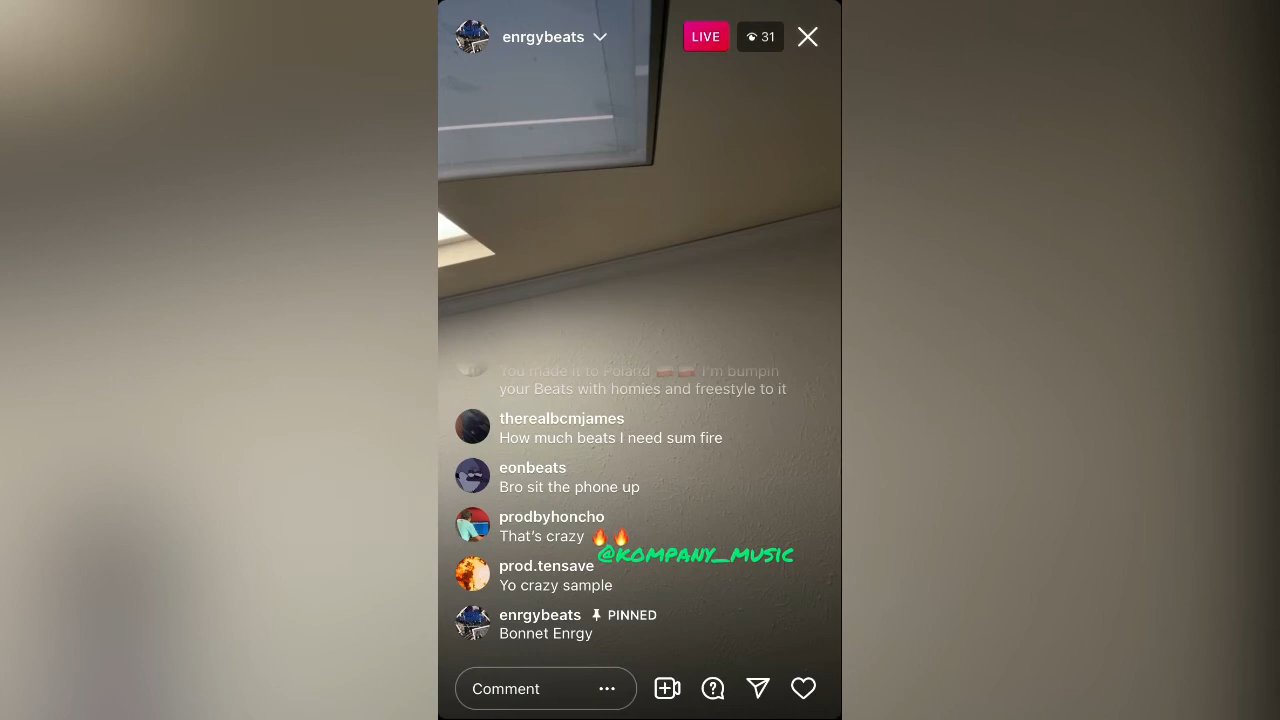 enrgybeats
LIVE
31
You made it to Poland 🇵🇱 🇵🇱 I'm bumpin
your Beats with homies and freestyle to it
therealbcmjames
How much beats I need sum fire
eonbeats
Bro sit the phone up
prodbyhoncho
That's crazy 🔥🔥
@KOMPANY_MUSIC
prod.tensave
Yo crazy sample
enrgybeats PINNED
Bonnet Enrgy
Comment